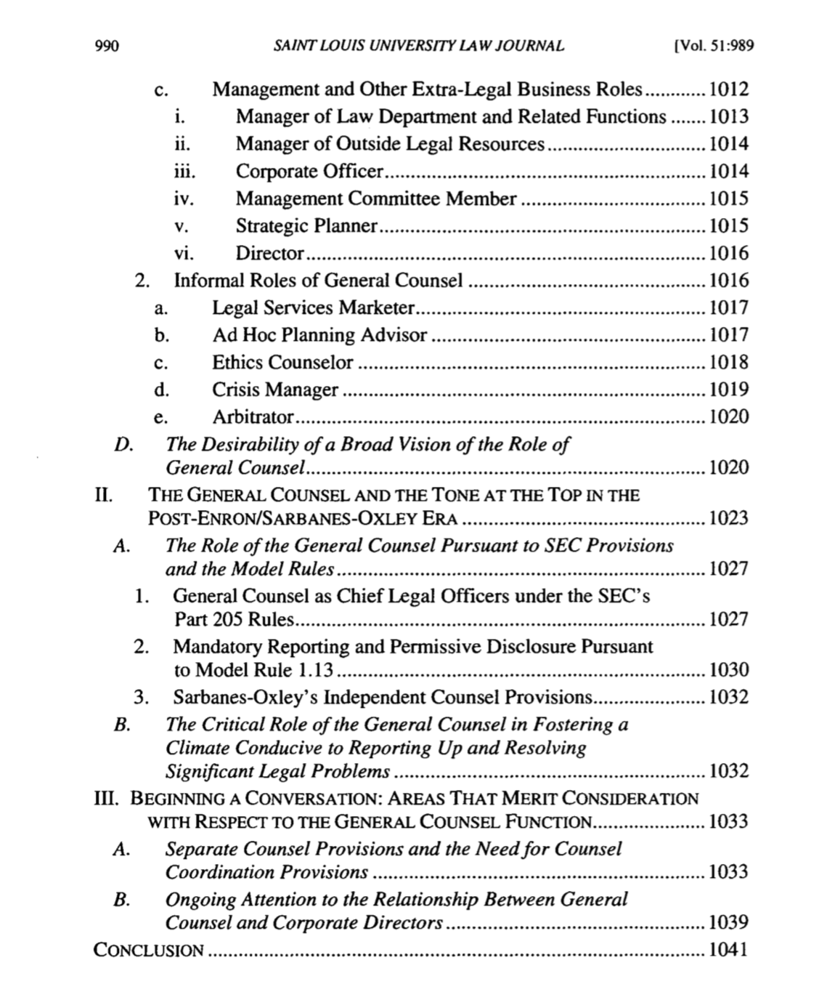 990 SAINT LOUIS UNIVERSITY LAW JOURNAL [Vol. 51:989
c. Management and Other Extra-Legal Business Roles ............ 1012
i. Manager of Law Department and Related Functions ....... 1013
ii. Manager of Outside Legal Resources ............................... 1014
iii. Corporate Officer............................................................... 1014
iv. Management Committee Member .................................... 1015
v. Strategic Planner................................................................ 1015
vi. Director.............................................................................. 1016
2. Informal Roles of General Counsel .............................................. 1016
a. Legal Services Marketer......................................................... 1017
b. Ad Hoc Planning Advisor ...................................................... 1017
c. Ethics Counselor .................................................................... 1018
d. Crisis Manager ....................................................................... 1019
e. Arbitrator................................................................................ 1020
D. The Desirability of a Broad Vision of the Role of
General Counsel.............................................................................. 1020
II. THE GENERAL COUNSEL AND THE TONE AT THE TOP IN THE
POST-ENRON/SARBANES-OXLEY ERA ............................................... 1023
A. The Role of the General Counsel Pursuant to SEC Provisions
and the Model Rules ........................................................................ 1027
1. General Counsel as Chief Legal Officers under the SEC's
Part 205 Rules................................................................................ 1027
2. Mandatory Reporting and Permissive Disclosure Pursuant
to Model Rule 1.13 ........................................................................ 1030
3. Sarbanes-Oxley's Independent Counsel Provisions...................... 1032
B. The Critical Role of the General Counsel in Fostering a
Climate Conducive to Reporting Up and Resolving
Significant Legal Problems ............................................................. 1032
III. BEGINNING A CONVERSATION: AREAS THAT MERIT CONSIDERATION
WITH RESPECT TO THE GENERAL COUNSEL FUNCTION...................... 1033
A. Separate Counsel Provisions and the Need for Counsel
Coordination Provisions ................................................................. 1033
B. Ongoing Attention to the Relationship Between General
Counsel and Corporate Directors ................................................... 1039
CONCLUSION ................................................................................................. 1041